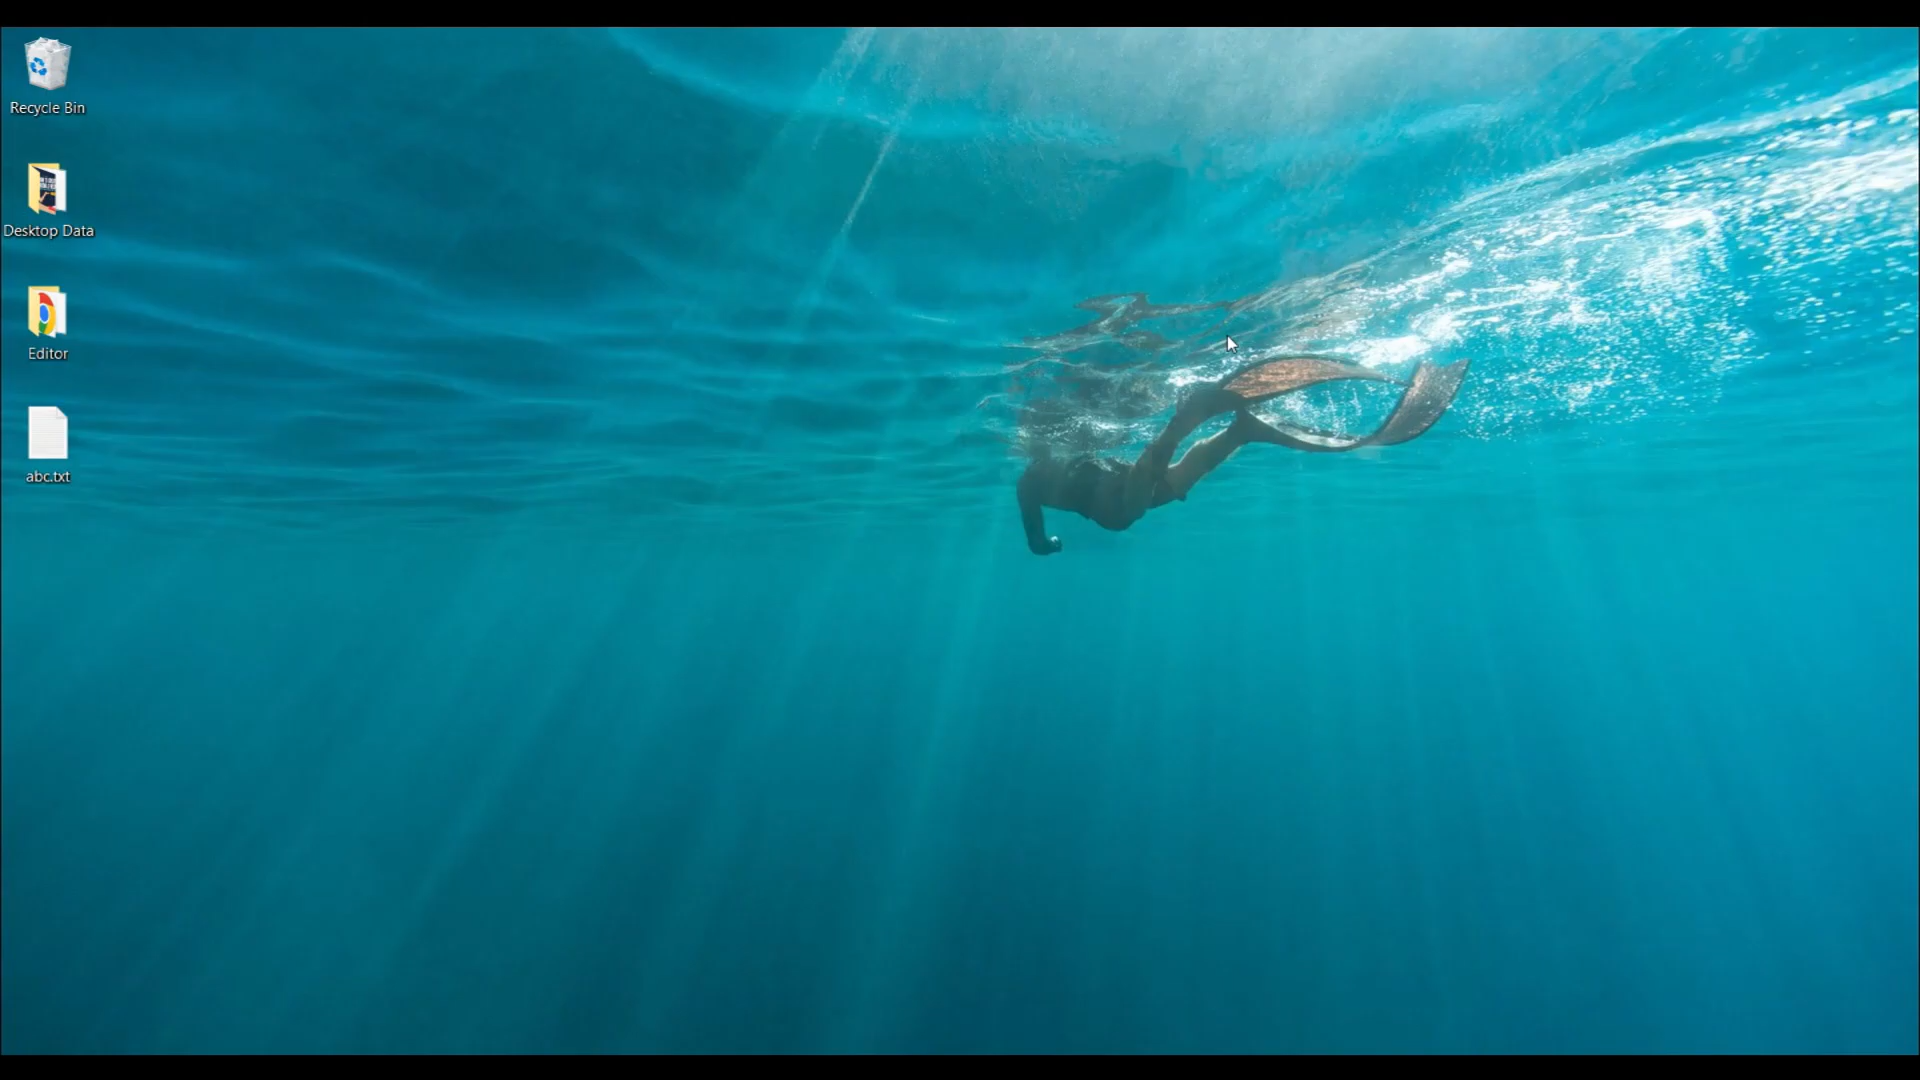 Recycle Bin
Desktop Data
Editor
abc.txt